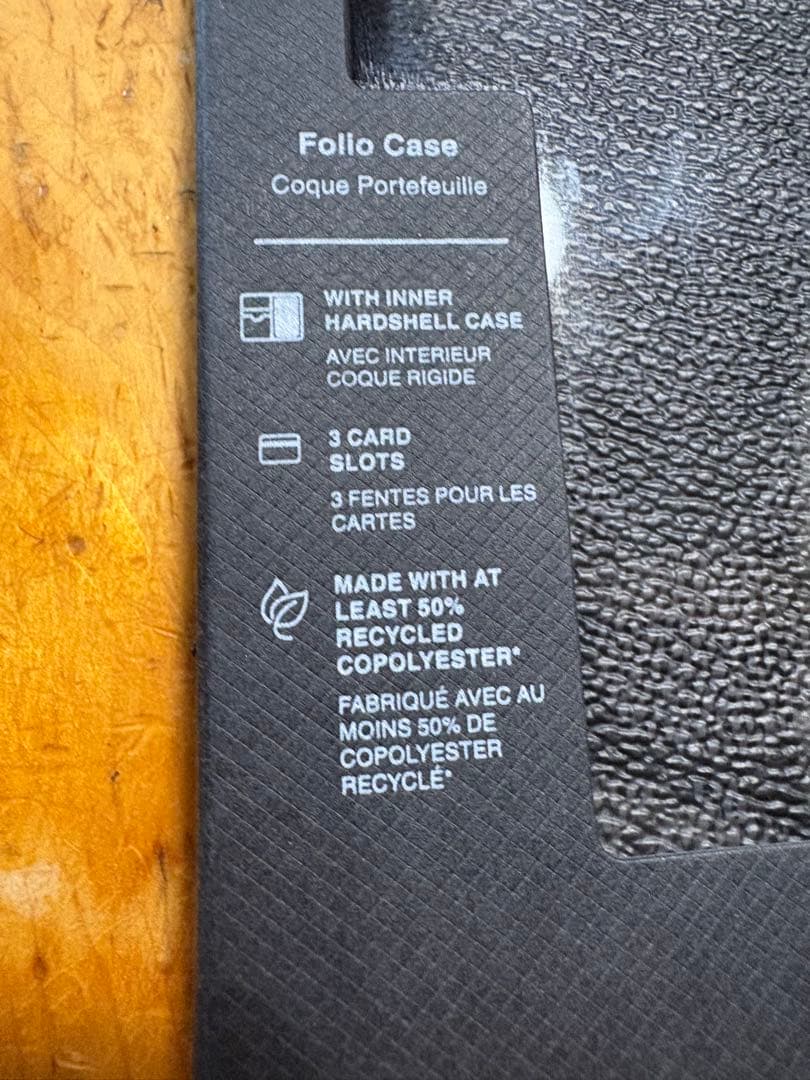 Folio Case
Coque Portefeuille
WITH INNER
HARDSHELL CASE
AVEC INTERIEUR
COQUE RIGIDE
3 CARD
SLOTS
3 FENTES POUR LES
CARTES
MADE WITH AT
LEAST 50%
RECYCLED
COPOLYESTER*
FABRIQUÉ AVEC AU
MOINS 50% DE
COPOLYESTER
RECYCLÉ*